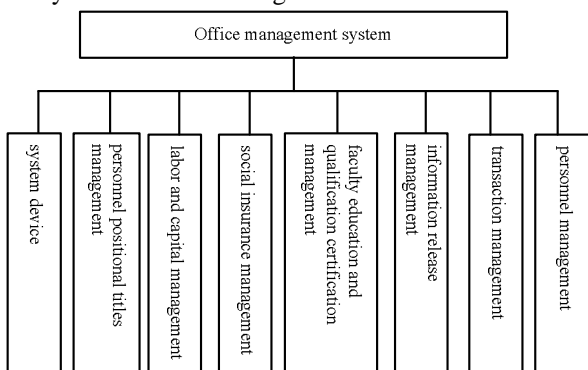 Office management system
system device
personnel positional titles
management
labor and capital management
social insurance management
faculty education and
qualification certification
management
information release
management
transaction management
personnel management